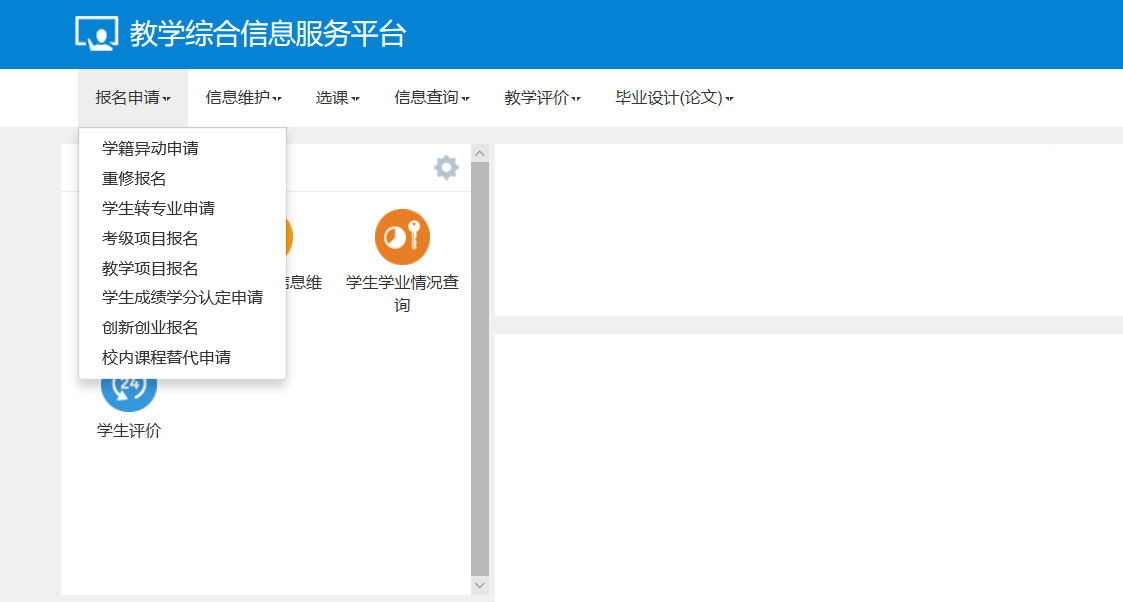 教学综合信息服务平台
报名申请
信息维护
选课
信息查询
教学评价
毕业设计(论文)
学籍异动申请
重修报名
学生转专业申请
考级项目报名
教学项目报名
学生成绩学分认定申请
创新创业报名
校内课程替代申请
信息维
学生学业情况查
询
24
学生评价